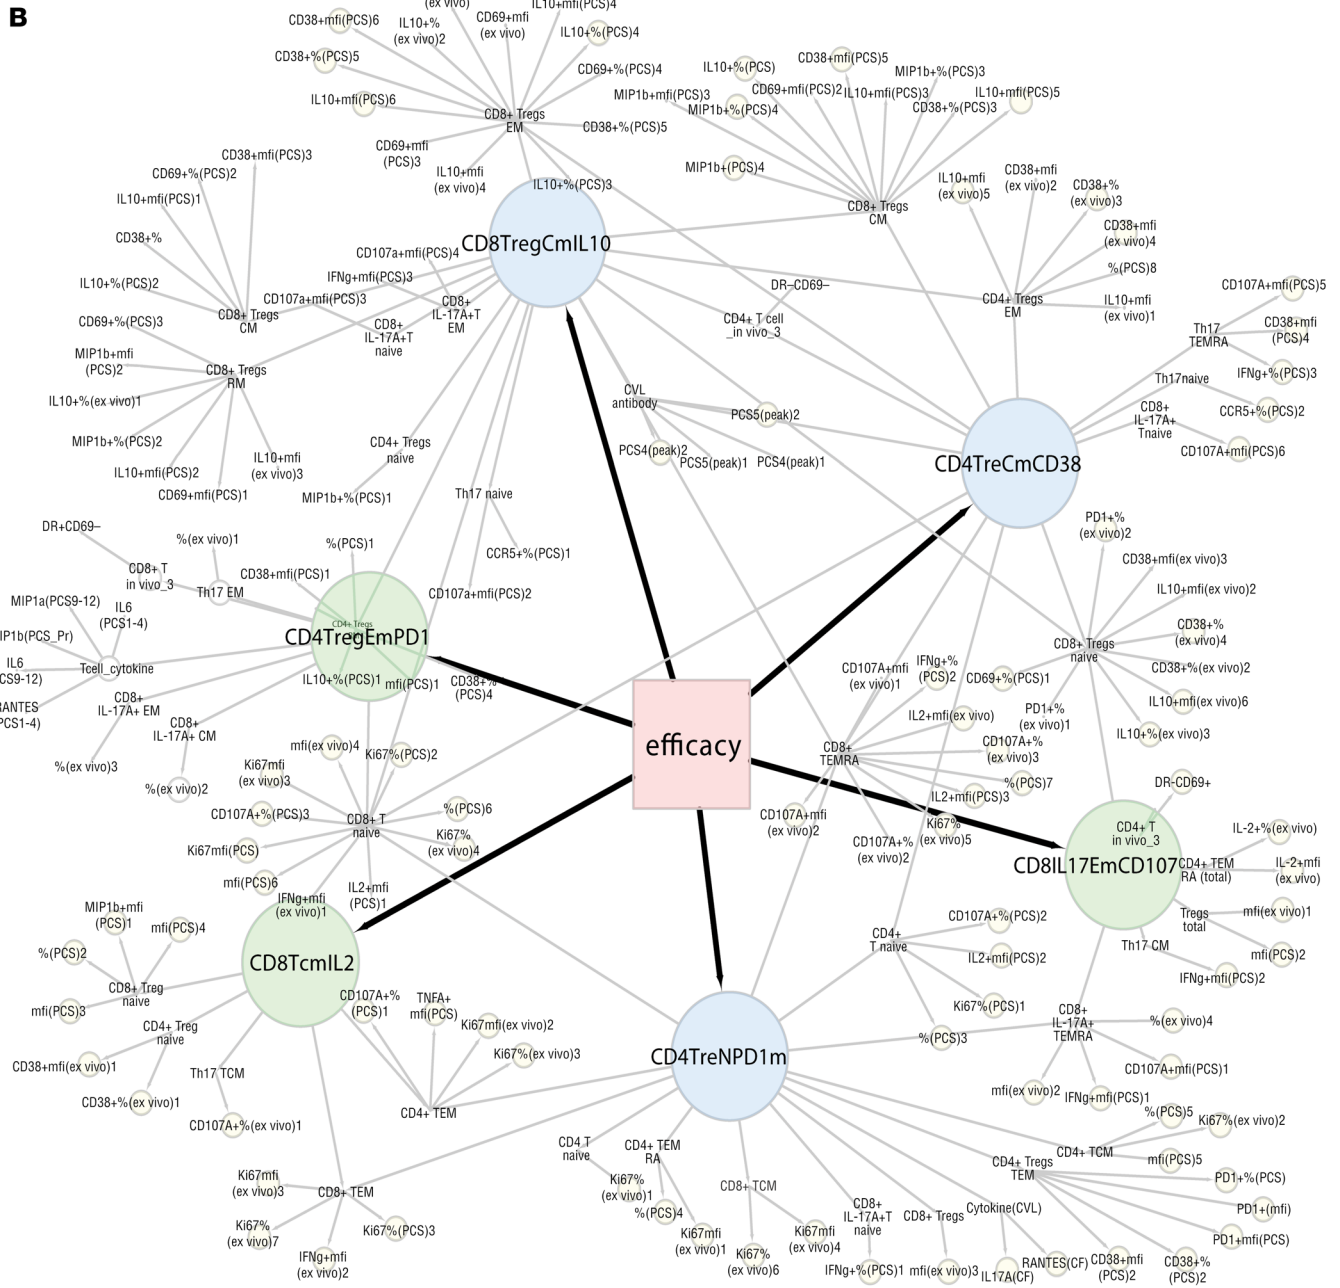 B
(ex vivo)
IL10+mfi(PCS)4
CD38+mfi(PCS)6
IL10+%
(ex vivo)2
CD69+mfi
(ex vivo)
IL10+%(PCS)4
CD38+%(PCS)5
CD69+%(PCS)4
IL10+mfi(PCS)6
CD8+ Tregs
EM
CD38+%(PCS)5
CD69+mfi
(PCS)3
IL10+mfi
(ex vivo)4
IL10+%(PCS)3
IL10+%(PCS)
CD38+mfi(PCS)5
MIP1b+%(PCS)3
MIP1b+mfi(PCS)3
CD69+mfi(PCS)2
IL10+mfi(PCS)3
IL10+mfi(PCS)5
MIP1b+%(PCS)4
CD38+%(PCS)3
MIP1b+(PCS)4
CD8+ Tregs
CM
IL10+mfi
(ex vivo)5
CD38+mfi
(ex vivo)2
CD38+%
(ex vivo)3
CD38+mfi
(ex vivo)4
%(PCS)8
IL10+mfi
(ex vivo)1
CD4+ Tregs
EM
CD38+mfi(PCS)3
CD69+%(PCS)2
IL10+mfi(PCS)1
CD38+%
IL10+%(PCS)2
CD8+ Tregs
CM
CD107a+mfi(PCS)4
IFNg+mfi(PCS)3
CD107a+mfi(PCS)3
CD8+
IL-17A+T
EM
CD8+
IL-17A+T
naive
CD8TregCmIL10
DR–CD69–
CD4+ T cell
_in vivo_3
CD107A+mfi(PCS)5
Th17
TEMRA
CD38+mfi
(PCS)4
IFNg+%(PCS)3
Th17naive
CD8+
IL-17A+
Tnaive
CCR5+%(PCS)2
CD107A+mfi(PCS)6
CD69+%(PCS)3
MIP1b+mfi
(PCS)2
CD8+ Tregs
RM
IL10+%(ex vivo)1
MIP1b+%(PCS)2
IL10+mfi(PCS)2
IL10+mfi
(ex vivo)3
CD69+mfi(PCS)1
CD4+ Tregs
naive
MIP1b+%(PCS)1
Th17 naive
CCR5+%(PCS)1
CD107a+mfi(PCS)2
CVL
antibody
PCS5(peak)2
PCS4(peak)2
PCS5(peak)1
PCS4(peak)1
CD4TreCmCD38
DR+CD69–
%(ex vivo)1
%(PCS)1
CD8+ T
in vivo_3
Th17 EM
CD38+mfi(PCS)1
MIP1a(PCS9-12)
IL6
(PCS1-4)
IP1b(PCS_Pr)
IL6
CS9-12)
Tcell_cytokine
RANTES
PCS1-4)
CD8+
IL-17A+ EM
CD8+
IL-17A+ CM
%(ex vivo)3
%(ex vivo)2
CD4+ Tregs
CD4TregEmPD1
IL10+%(PCS)1
mfi(PCS)1
CD38+%
(PCS)4
PD1+%
(ex vivo)2
CD38+mfi(ex vivo)3
IL10+mfi(ex vivo)2
CD38+%
(ex vivo)4
CD8+ Tregs
naive
CD38+%(ex vivo)2
IL10+mfi(ex vivo)6
IL10+%(ex vivo)3
CD69+%(PCS)1
PD1+%
(ex vivo)1
CD107A+mfi
(ex vivo)1
IFNg+%
(PCS)2
IL2+mfi(ex vivo)
CD107A+%
(ex vivo)3
CD8+
TEMRA
%(PCS)7
IL2+mfi(PCS)3
CD107A+mfi
(ex vivo)2
CD107A+%
(ex vivo)2
Ki67%
(ex vivo)5
efficacy
mfi(ex vivo)4
Ki67%(PCS)2
Ki67mfi
(ex vivo)3
CD107A+%(PCS)3
CD8+ T
naive
%(PCS)6
Ki67%
(ex vivo)4
Ki67mfi(PCS)
mfi(PCS)6
IFNg+mfi
(ex vivo)1
IL2+mfi
(PCS)1
DR-CD69+
CD4+ T
in vivo_3
CD8IL17EmCD107
IL-2+%(ex vivo)
CD4+ TEM
RA (total)
IL-2+mfi
(ex vivo)
Tregs
total
mfi(ex vivo)1
Th17 CM
mfi(PCS)2
IFNg+mfi(PCS)2
MIP1b+mfi
(PCS)1
mfi(PCS)4
%(PCS)2
CD8+ Treg
naive
mfi(PCS)3
CD4+ Treg
naive
CD38+mfi(ex vivo)1
CD38+%(ex vivo)1
Th17 TCM
CD107A+%(ex vivo)1
CD8TcmIL2
CD107A+%
(PCS)1
TNFA+
mfi(PCS)
Ki67mfi(ex vivo)2
Ki67%(ex vivo)3
CD4+ TEM
CD107A+%(PCS)2
CD4+
T naive
IL2+mfi(PCS)2
Ki67%(PCS)1
%(PCS)3
CD8+
IL-17A+
TEMRA
%(ex vivo)4
CD107A+mfi(PCS)1
mfi(ex vivo)2
IFNg+mfi(PCS)1
CD4TreNPD1m
%(PCS)5
Ki67%(ex vivo)2
CD4+ TCM
mfi(PCS)5
CD4+ Tregs
TEM
PD1+%(PCS)
PD1+(mfi)
PD1+mfi(PCS)
CD38+%
(PCS)2
CD38+mfi
(PCS)2
Cytokine(CVL)
RANTES(CF)
IL17A(CF)
CD8+ Tregs
mfi(ex vivo)3
CD8+
IL-17A+T
naive
IFNg+%(PCS)1
CD8+ TCM
Ki67mfi
(ex vivo)4
Ki67%
(ex vivo)6
CD4+ TEM
RA
Ki67mfi
(ex vivo)1
%(PCS)4
CD4 T
naive
Ki67%
(ex vivo)1
Ki67mfi
(ex vivo)3
CD8+ TEM
Ki67%
(ex vivo)7
Ki67%(PCS)3
IFNg+mfi
(ex vivo)2